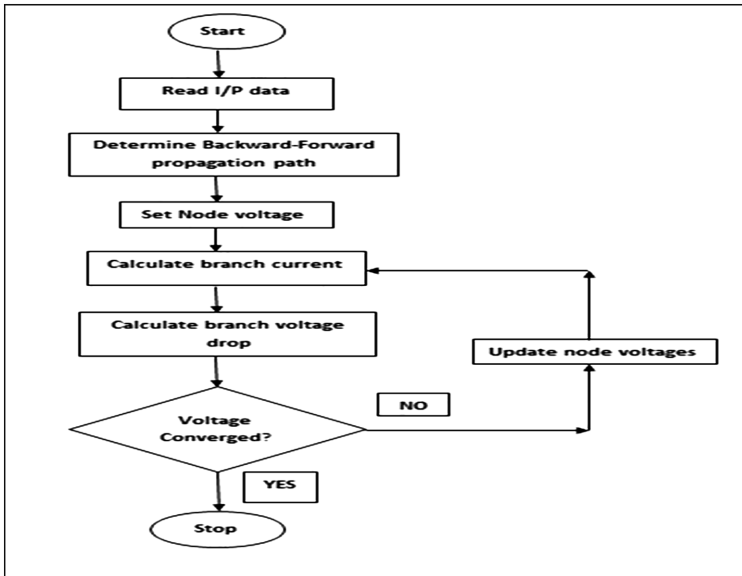 Start
Read I/P data
Determine Backward-Forward
propagation path
Set Node voltage
Calculate branch current
Calculate branch voltage
drop
Update node voltages
NO
Voltage
Converged?
YES
Stop